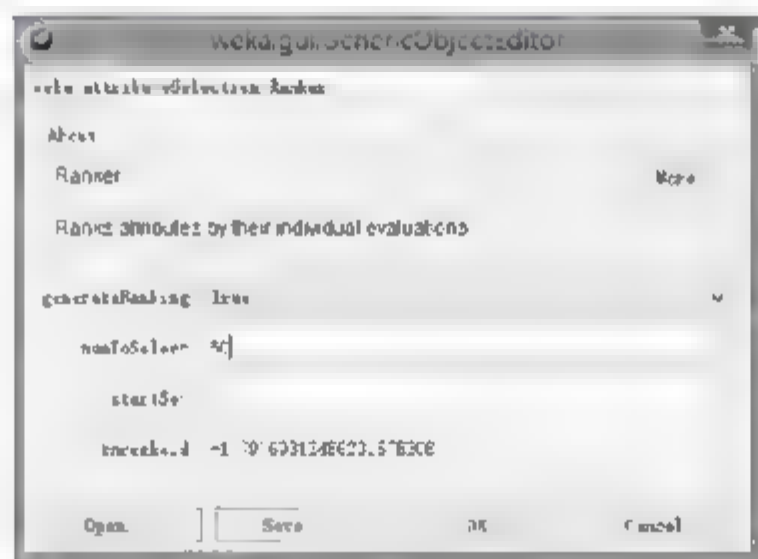 weka.gui.GenericObjectEditor
weka.attributeSelection.Ranker
About
Ranker
More
Ranks attributes by their individual evaluations
generateRanking True
numToSelect
startSet
threshold
Open. Save OK Cancel